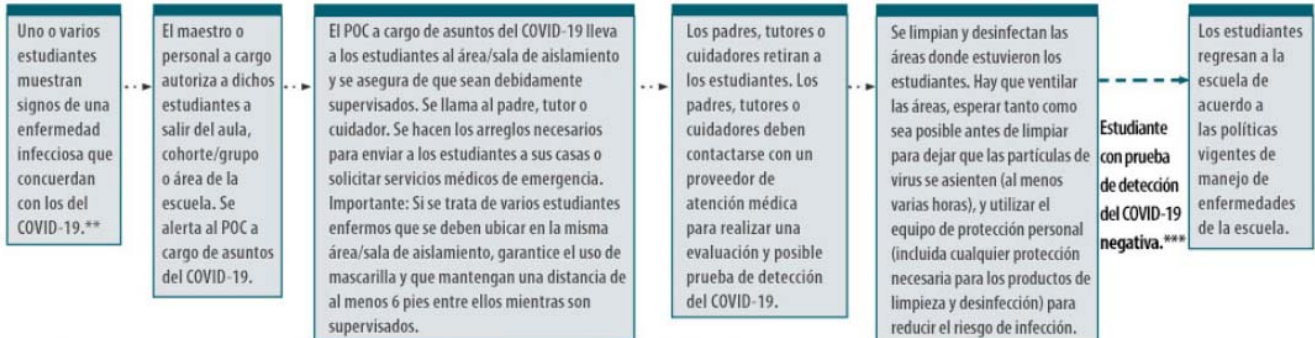 Uno o varios
estudiantes
muestran
signos de una
enfermedad
infecciosa que
concuerdan
con los del
COVID-19.**
El maestro o
personal a cargo
autoriza a dichos
estudiantes a
salir del aula,
cohorte/grupo
o área de la
escuela. Se
alerta al POC a
cargo de asuntos
del COVID-19.
El POC a cargo de asuntos del COVID-19 lleva
a los estudiantes al área/sala de aislamiento
y se asegura de que sean debidamente
supervisados. Se llama al padre, tutor o
cuidador. Se hacen los arreglos necesarios
para enviar a los estudiantes a sus casas o
solicitar servicios médicos de emergencia.
Importante: Si se trata de varios estudiantes
enfermos que se deben ubicar en la misma
área/sala de aislamiento, garantice el uso de
mascarilla y que mantengan una distancia de
al menos 6 pies entre ellos mientras son
supervisados.
Los padres, tutores o
cuidadores retiran a
los estudiantes. Los
padres, tutores o
cuidadores deben
contactarse con un
proveedor de
atención médica
para realizar una
evaluación y posible
prueba de detección
del COVID-19.
Se limpian y desinfectan las
áreas donde estuvieron los
estudiantes. Hay que ventilar
las áreas, esperar tanto como
sea posible antes de limpiar
para dejar que las partículas de
virus se asienten (al menos
varias horas), y utilizar el
equipo de protección personal
(incluida cualquier protección
necesaria para los productos de
limpieza y desinfección) para
reducir el riesgo de infección.
Estudiante
con prueba
de detección
del COVID-19
negativa.***
Los estudiantes
regresan a la
escuela de
acuerdo a
las políticas
vigentes de
manejo de
enfermedades
de la escuela.